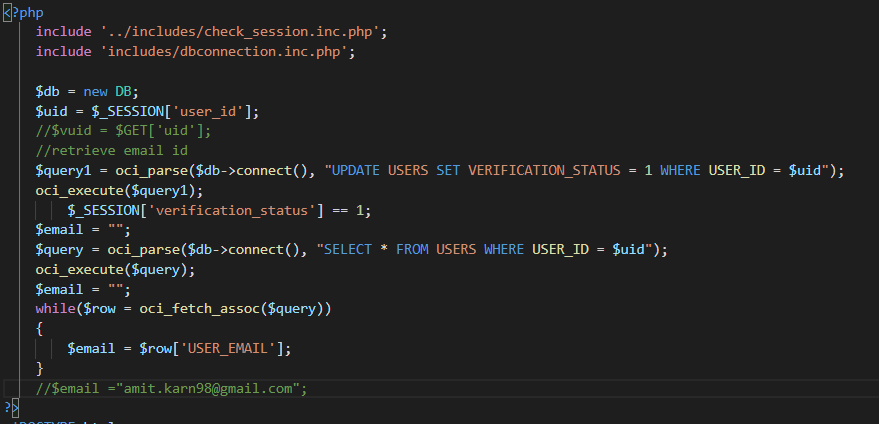 <?php
include '../includes/check_session.inc.php';
include 'includes/dbconnection.inc.php';
$db = new DB;
$uid = $_SESSION['user_id'];
//$vuid = $GET['uid'];
//retrieve email id
$query1 = oci_parse($db->connect(), "UPDATE USERS SET VERIFICATION_STATUS = 1 WHERE USER_ID = $uid");
oci_execute($query1);
$_SESSION['verification_status'] == 1;
$email = "";
$query = oci_parse($db->connect(), "SELECT * FROM USERS WHERE USER_ID = $uid");
oci_execute($query);
$email = "";
while($row = oci_fetch_assoc($query))
{
$email = $row['USER_EMAIL'];
}
//$email ="amit.karn98@gmail.com";
?>